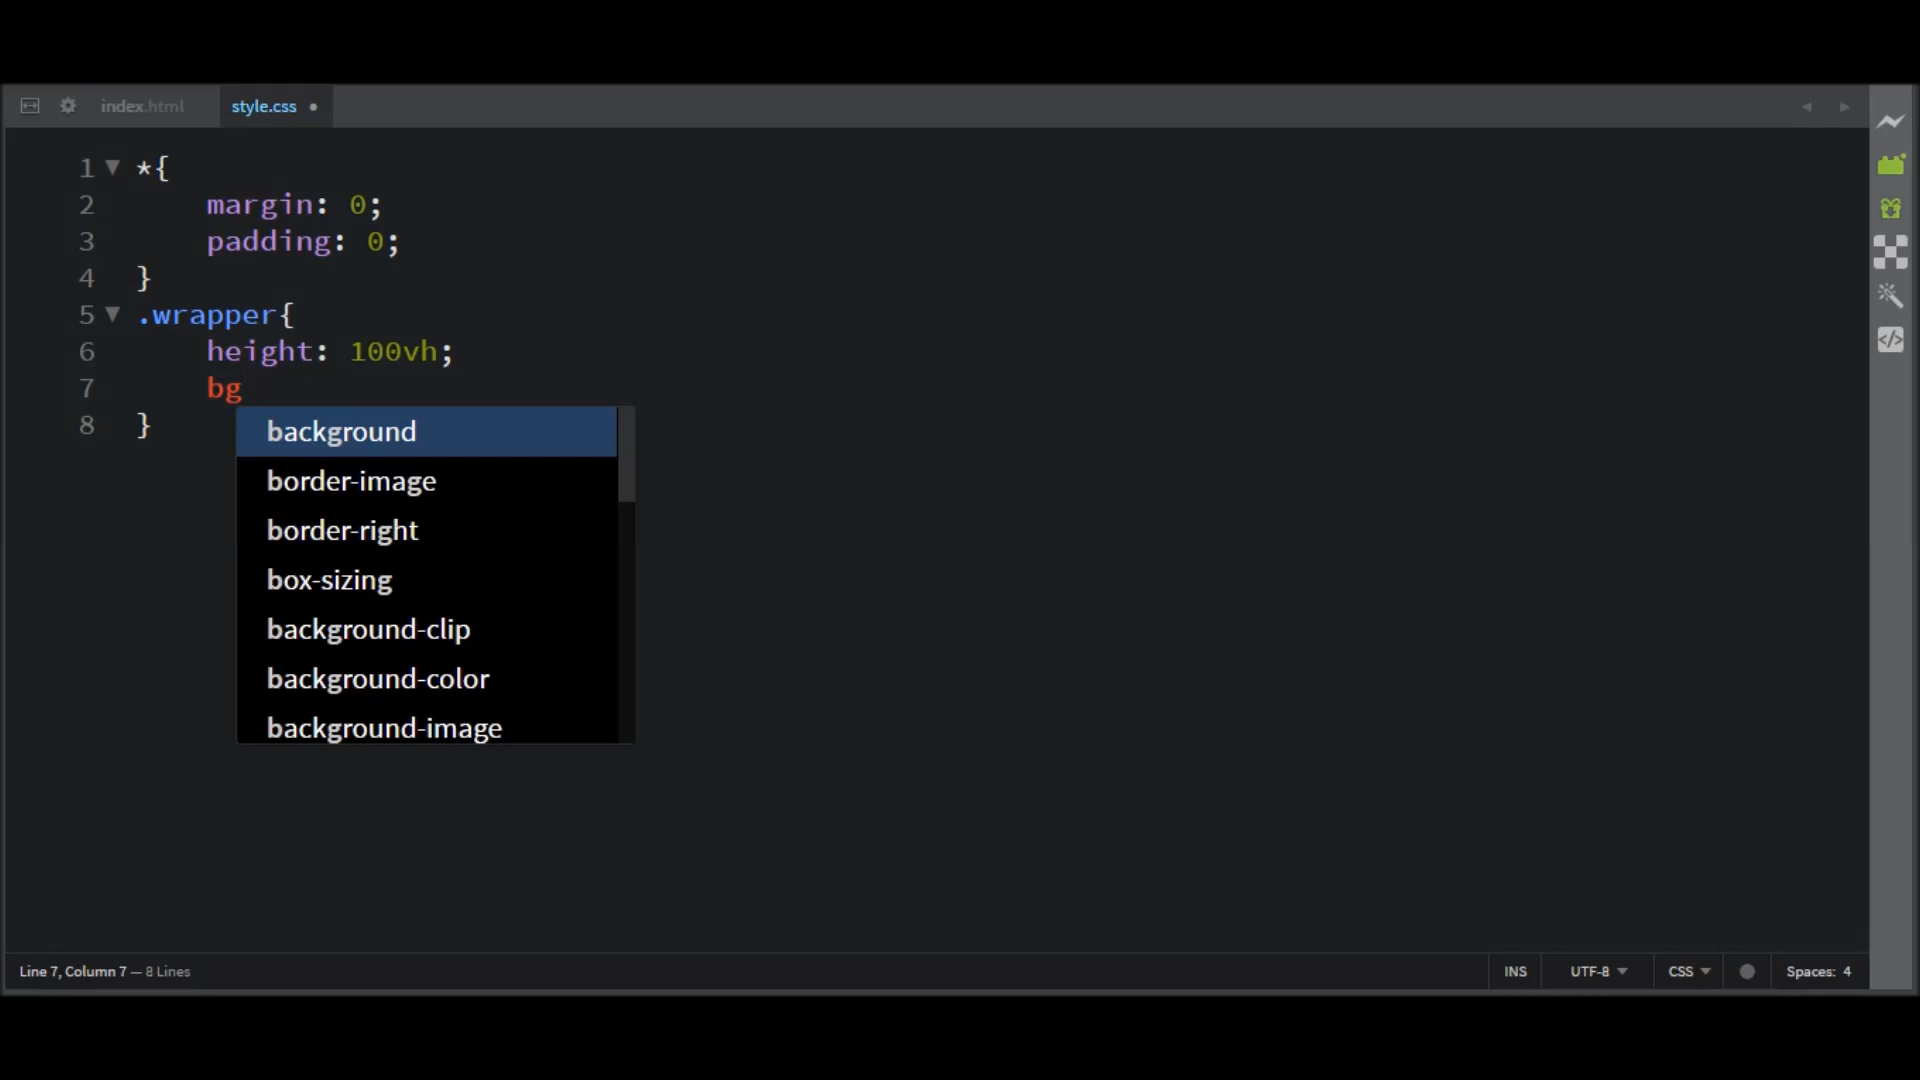 index.html style.css •
1 *{
2 margin: 0;
3 padding: 0;
4 }
5 .wrapper{
6 height: 100vh;
7 bg
8 }
background
border-image
border-right
box-sizing
background-clip
background-color
background-image
Line 7, Column 7 — 8 Lines INS UTF-8 CSS Spaces: 4